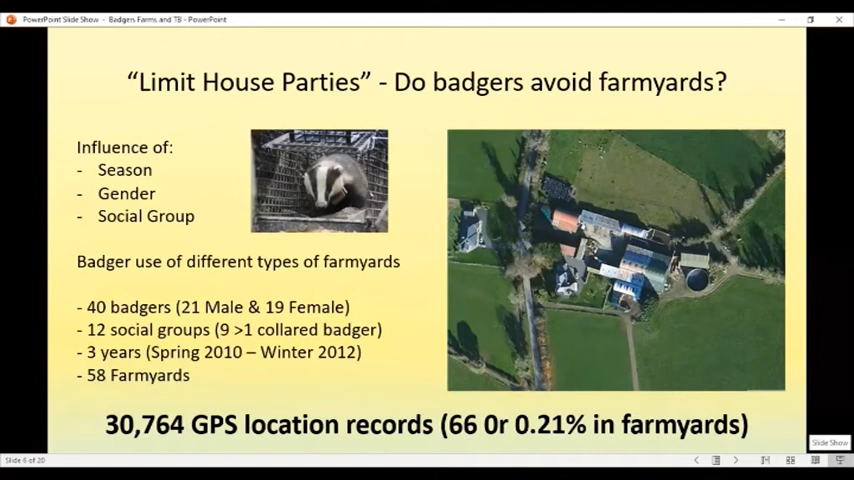 PowerPoint Slide Show - Badgers Farms and TB - PowerPoint
“Limit House Parties” - Do badgers avoid farmyards?
Influence of:
- Season
- Gender
- Social Group
Badger use of different types of farmyards
- 40 badgers (21 Male & 19 Female)
- 12 social groups (9 >1 collared badger)
- 3 years (Spring 2010 – Winter 2012)
- 58 Farmyards
30,764 GPS location records (66 0r 0.21% in farmyards)
Slide Show
Slide 6 of 20